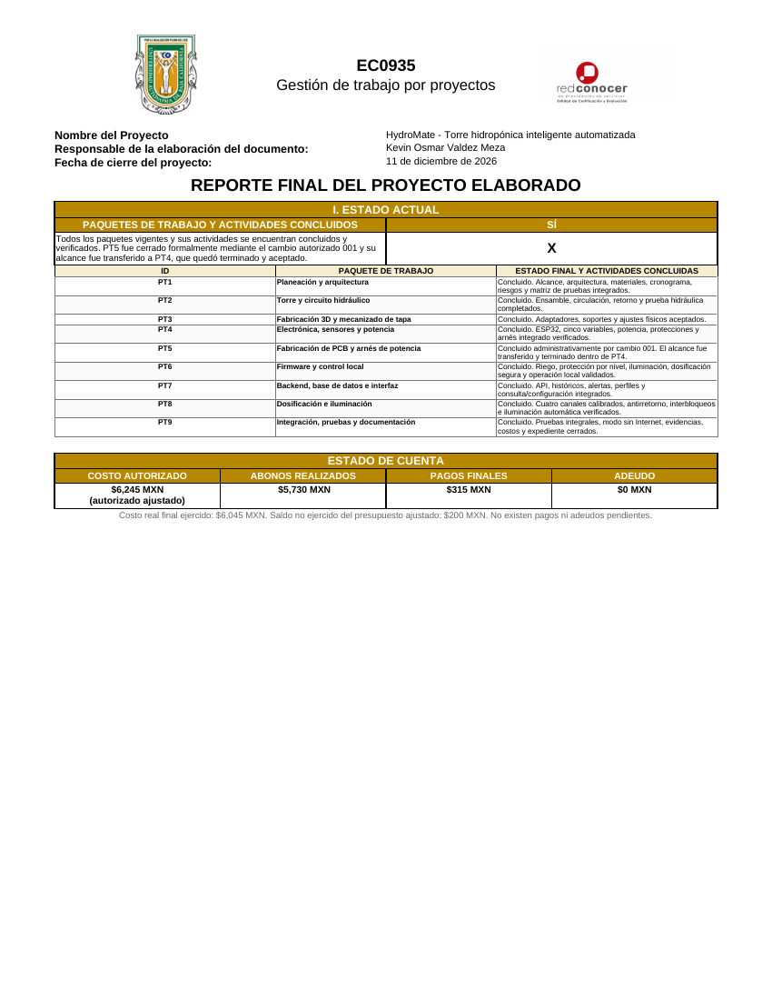 POR LA REALIZACIÓN PLENA DEL SER
UNIVERSIDAD AUTÓNOMA DE BAJA CALIFORNIA
EC0935
Gestión de trabajo por proyectos
redconocer
de prestadores de servicios
Entidad de Certificación y Evaluación
Nombre del Proyecto
HydroMate - Torre hidropónica inteligente automatizada
Responsable de la elaboración del documento:
Kevin Osmar Valdez Meza
Fecha de cierre del proyecto:
11 de diciembre de 2026
REPORTE FINAL DEL PROYECTO ELABORADO
I. ESTADO ACTUAL
PAQUETES DE TRABAJO Y ACTIVIDADES CONCLUIDOS
SÍ
Todos los paquetes vigentes y sus actividades se encuentran concluidos y
verificados. PT5 fue cerrado formalmente mediante el cambio autorizado 001 y su
alcance fue transferido a PT4, que quedó terminado y aceptado.
X
ID
PAQUETE DE TRABAJO
ESTADO FINAL Y ACTIVIDADES CONCLUIDAS
PT1
Planeación y arquitectura
Concluido. Alcance, arquitectura, materiales, cronograma,
riesgos y matriz de pruebas integrados.
PT2
Torre y circuito hidráulico
Concluido. Ensamble, circulación, retorno y prueba hidráulica
completados.
PT3
Fabricación 3D y mecanizado de tapa
Concluido. Adaptadores, soportes y ajustes físicos aceptados.
PT4
Electrónica, sensores y potencia
Concluido. ESP32, cinco variables, potencia, protecciones y
arnés integrado verificados.
PT5
Fabricación de PCB y arnés de potencia
Concluido administrativamente por cambio 001. El alcance fue
transferido y terminado dentro de PT4.
PT6
Firmware y control local
Concluido. Riego, protección por nivel, iluminación, dosificación
segura y operación local validados.
PT7
Backend, base de datos e interfaz
Concluido. API, históricos, alertas, perfiles y
consulta/configuración integrados.
PT8
Dosificación e iluminación
Concluido. Cuatro canales calibrados, antirretorno, interbloqueos
e iluminación automática verificados.
PT9
Integración, pruebas y documentación
Concluido. Pruebas integrales, modo sin Internet, evidencias,
costos y expediente cerrados.
ESTADO DE CUENTA
COSTO AUTORIZADO
ABONOS REALIZADOS
PAGOS FINALES
ADEUDO
$6,245 MXN
(autorizado ajustado)
$5,730 MXN
$315 MXN
$0 MXN
Costo real final ejercido: $6,045 MXN. Saldo no ejercido del presupuesto ajustado: $200 MXN. No existen pagos ni adeudos pendientes.